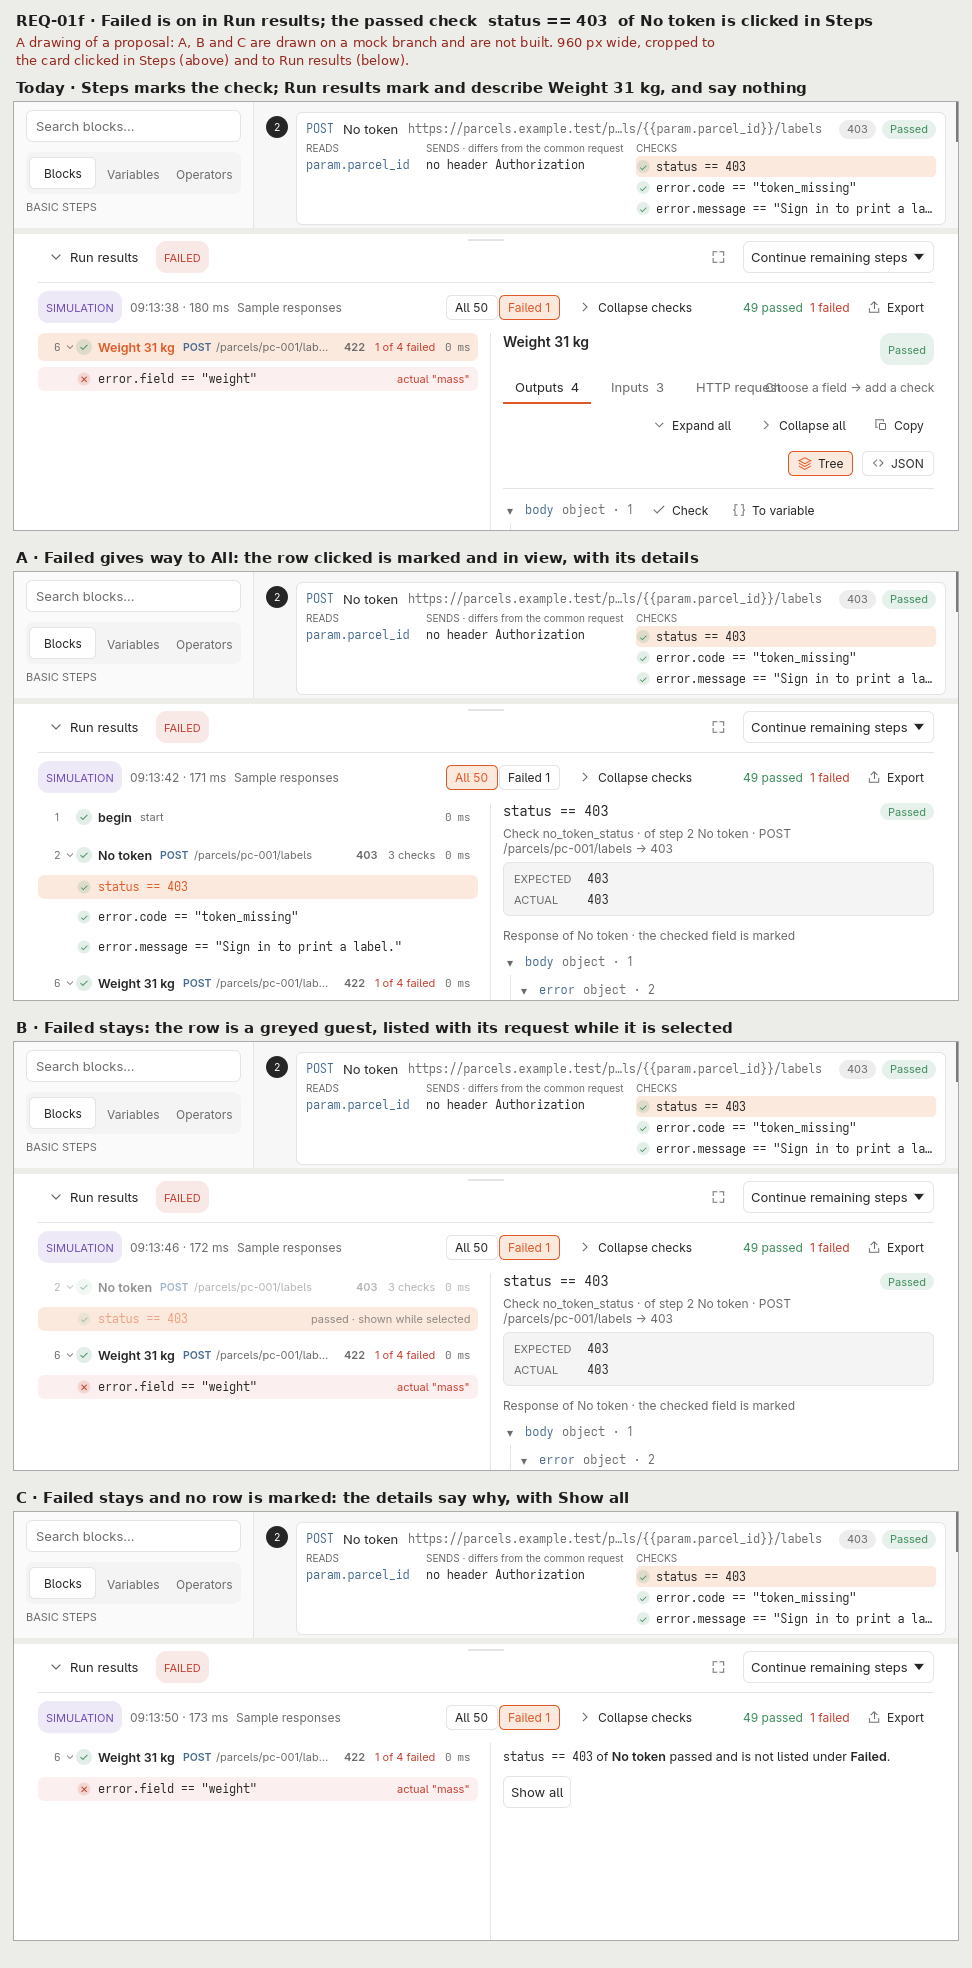 REQ-01f · Failed is on in Run results; the passed check status == 403 of No token is clicked in Steps
A drawing of a proposal: A, B and C are drawn on a mock branch and are not built. 960 px wide, cropped to
the card clicked in Steps (above) and to Run results (below).
Today · Steps marks the check; Run results mark and describe Weight 31 kg, and say nothing
Search blocks...
2 POST No token https://parcels.example.test/p…ls/{{param.parcel_id}}/labels 403 Passed
READS SENDS · differs from the common request CHECKS
param.parcel_id no header Authorization status == 403
Blocks Variables Operators
error.code == "token_missing"
BASIC STEPS
error.message == "Sign in to print a la…
Run results FAILED Continue remaining steps
SIMULATION 09:13:38 · 180 ms Sample responses All 50 Failed 1 Collapse checks 49 passed 1 failed Export
6 Weight 31 kg POST /parcels/pc-001/lab… 422 1 of 4 failed 0 ms
error.field == "weight" actual "mass"
Weight 31 kg Passed
Outputs 4 Inputs 3 HTTP request Choose a field → add a check
Expand all Collapse all Copy
Tree JSON
body object · 1 Check {} To variable
A · Failed gives way to All: the row clicked is marked and in view, with its details
Search blocks...
2 POST No token https://parcels.example.test/p…ls/{{param.parcel_id}}/labels 403 Passed
READS SENDS · differs from the common request CHECKS
param.parcel_id no header Authorization status == 403
Blocks Variables Operators
error.code == "token_missing"
BASIC STEPS
error.message == "Sign in to print a la…
Run results FAILED Continue remaining steps
SIMULATION 09:13:42 · 171 ms Sample responses All 50 Failed 1 Collapse checks 49 passed 1 failed Export
1 begin start 0 ms
2 No token POST /parcels/pc-001/labels 403 3 checks 0 ms
status == 403
error.code == "token_missing"
error.message == "Sign in to print a label."
6 Weight 31 kg POST /parcels/pc-001/lab… 422 1 of 4 failed 0 ms
status == 403 Passed
Check no_token_status · of step 2 No token · POST
/parcels/pc-001/labels → 403
EXPECTED 403
ACTUAL 403
Response of No token · the checked field is marked
body object · 1
error object · 2
B · Failed stays: the row is a greyed guest, listed with its request while it is selected
Search blocks...
2 POST No token https://parcels.example.test/p…ls/{{param.parcel_id}}/labels 403 Passed
READS SENDS · differs from the common request CHECKS
param.parcel_id no header Authorization status == 403
Blocks Variables Operators
error.code == "token_missing"
BASIC STEPS
error.message == "Sign in to print a la…
Run results FAILED Continue remaining steps
SIMULATION 09:13:46 · 172 ms Sample responses All 50 Failed 1 Collapse checks 49 passed 1 failed Export
2 No token POST /parcels/pc-001/labels 403 3 checks 0 ms
status == 403 passed · shown while selected
6 Weight 31 kg POST /parcels/pc-001/lab… 422 1 of 4 failed 0 ms
error.field == "weight" actual "mass"
status == 403 Passed
Check no_token_status · of step 2 No token · POST
/parcels/pc-001/labels → 403
EXPECTED 403
ACTUAL 403
Response of No token · the checked field is marked
body object · 1
error object · 2
C · Failed stays and no row is marked: the details say why, with Show all
Search blocks...
2 POST No token https://parcels.example.test/p…ls/{{param.parcel_id}}/labels 403 Passed
READS SENDS · differs from the common request CHECKS
param.parcel_id no header Authorization status == 403
Blocks Variables Operators
error.code == "token_missing"
BASIC STEPS
error.message == "Sign in to print a la…
Run results FAILED Continue remaining steps
SIMULATION 09:13:50 · 173 ms Sample responses All 50 Failed 1 Collapse checks 49 passed 1 failed Export
6 Weight 31 kg POST /parcels/pc-001/lab… 422 1 of 4 failed 0 ms
error.field == "weight" actual "mass"
status == 403 of No token passed and is not listed under Failed.
Show all